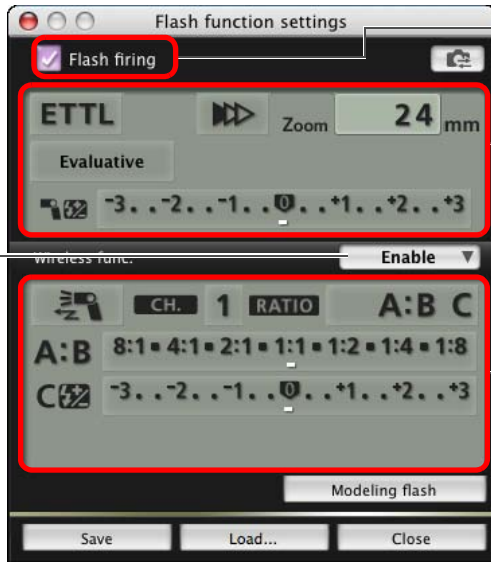 Flash function settings
Flash firing
ETTL Zoom 24 mm
Evaluative
-3. . -2. . -1. . 0. . +1. . +2. . +3
Wireless func. Enable
CH. 1 RATIO A:B C
A:B 8:1 ▪ 4:1 ▪ 2:1 ▪ 1:1 ▪ 1:2 ▪ 1:4 ▪ 1:8
C -3. . -2. . -1. . 0. . +1. . +2. . +3
Modeling flash
Save Load... Close